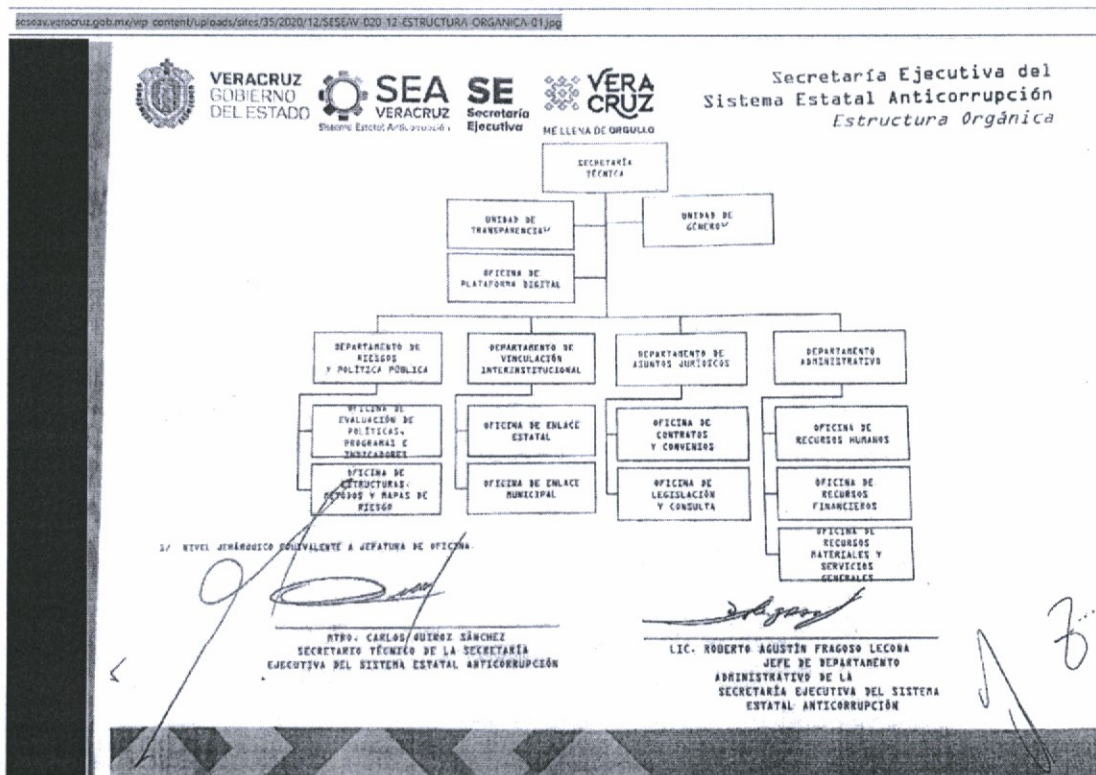 seseav.veracruz.gob.mx/wp-content/uploads/sites/35/2020/12/SESEAV-020-12-ESTRUCTURA-ORGANICA-01.jpg
VERACRUZ
GOBIERNO
DEL ESTADO
SEA
VERACRUZ
Sistema Estatal Anticorrupción
SE
Secretaría
Ejecutiva
VERA
CRUZ
ME LLENA DE ORGULLO
Secretaría Ejecutiva del
Sistema Estatal Anticorrupción
Estructura Orgánica
SECRETARÍA
TÉCNICA
UNIDAD DE
TRANSPARENCIA1/
UNIDAD DE
GÉNERO1/
OFICINA DE
PLATAFORMA DIGITAL
DEPARTAMENTO DE
RIESGOS
Y POLÍTICA PÚBLICA
DEPARTAMENTO DE
VINCULACIÓN
INTERINSTITUCIONAL
DEPARTAMENTO DE
ASUNTOS JURÍDICOS
DEPARTAMENTO
ADMINISTRATIVO
OFICINA DE
EVALUACIÓN DE
POLÍTICAS,
PROGRAMAS E
INDICADORES
OFICINA DE ENLACE
ESTATAL
OFICINA DE
CONTRATOS
Y CONVENIOS
OFICINA DE
RECURSOS HUMANOS
OFICINA DE
ESTRUCTURAS,
MÉTODOS Y MAPAS DE
RIESGO
OFICINA DE ENLACE
MUNICIPAL
OFICINA DE
LEGISLACIÓN
Y CONSULTA
OFICINA DE
RECURSOS
FINANCIEROS
OFICINA DE
RECURSOS
MATERIALES Y
SERVICIOS
GENERALES
1/ NIVEL JERÁRQUICO EQUIVALENTE A JEFATURA DE OFICINA.
MTRO. CARLOS QUIROZ SÁNCHEZ
SECRETARIO TÉCNICO DE LA SECRETARÍA
EJECUTIVA DEL SISTEMA ESTATAL ANTICORRUPCIÓN
LIC. ROBERTO AGUSTÍN FRAGOSO LECONA
JEFE DE DEPARTAMENTO
ADMINISTRATIVO DE LA
SECRETARÍA EJECUTIVA DEL SISTEMA
ESTATAL ANTICORRUPCIÓN